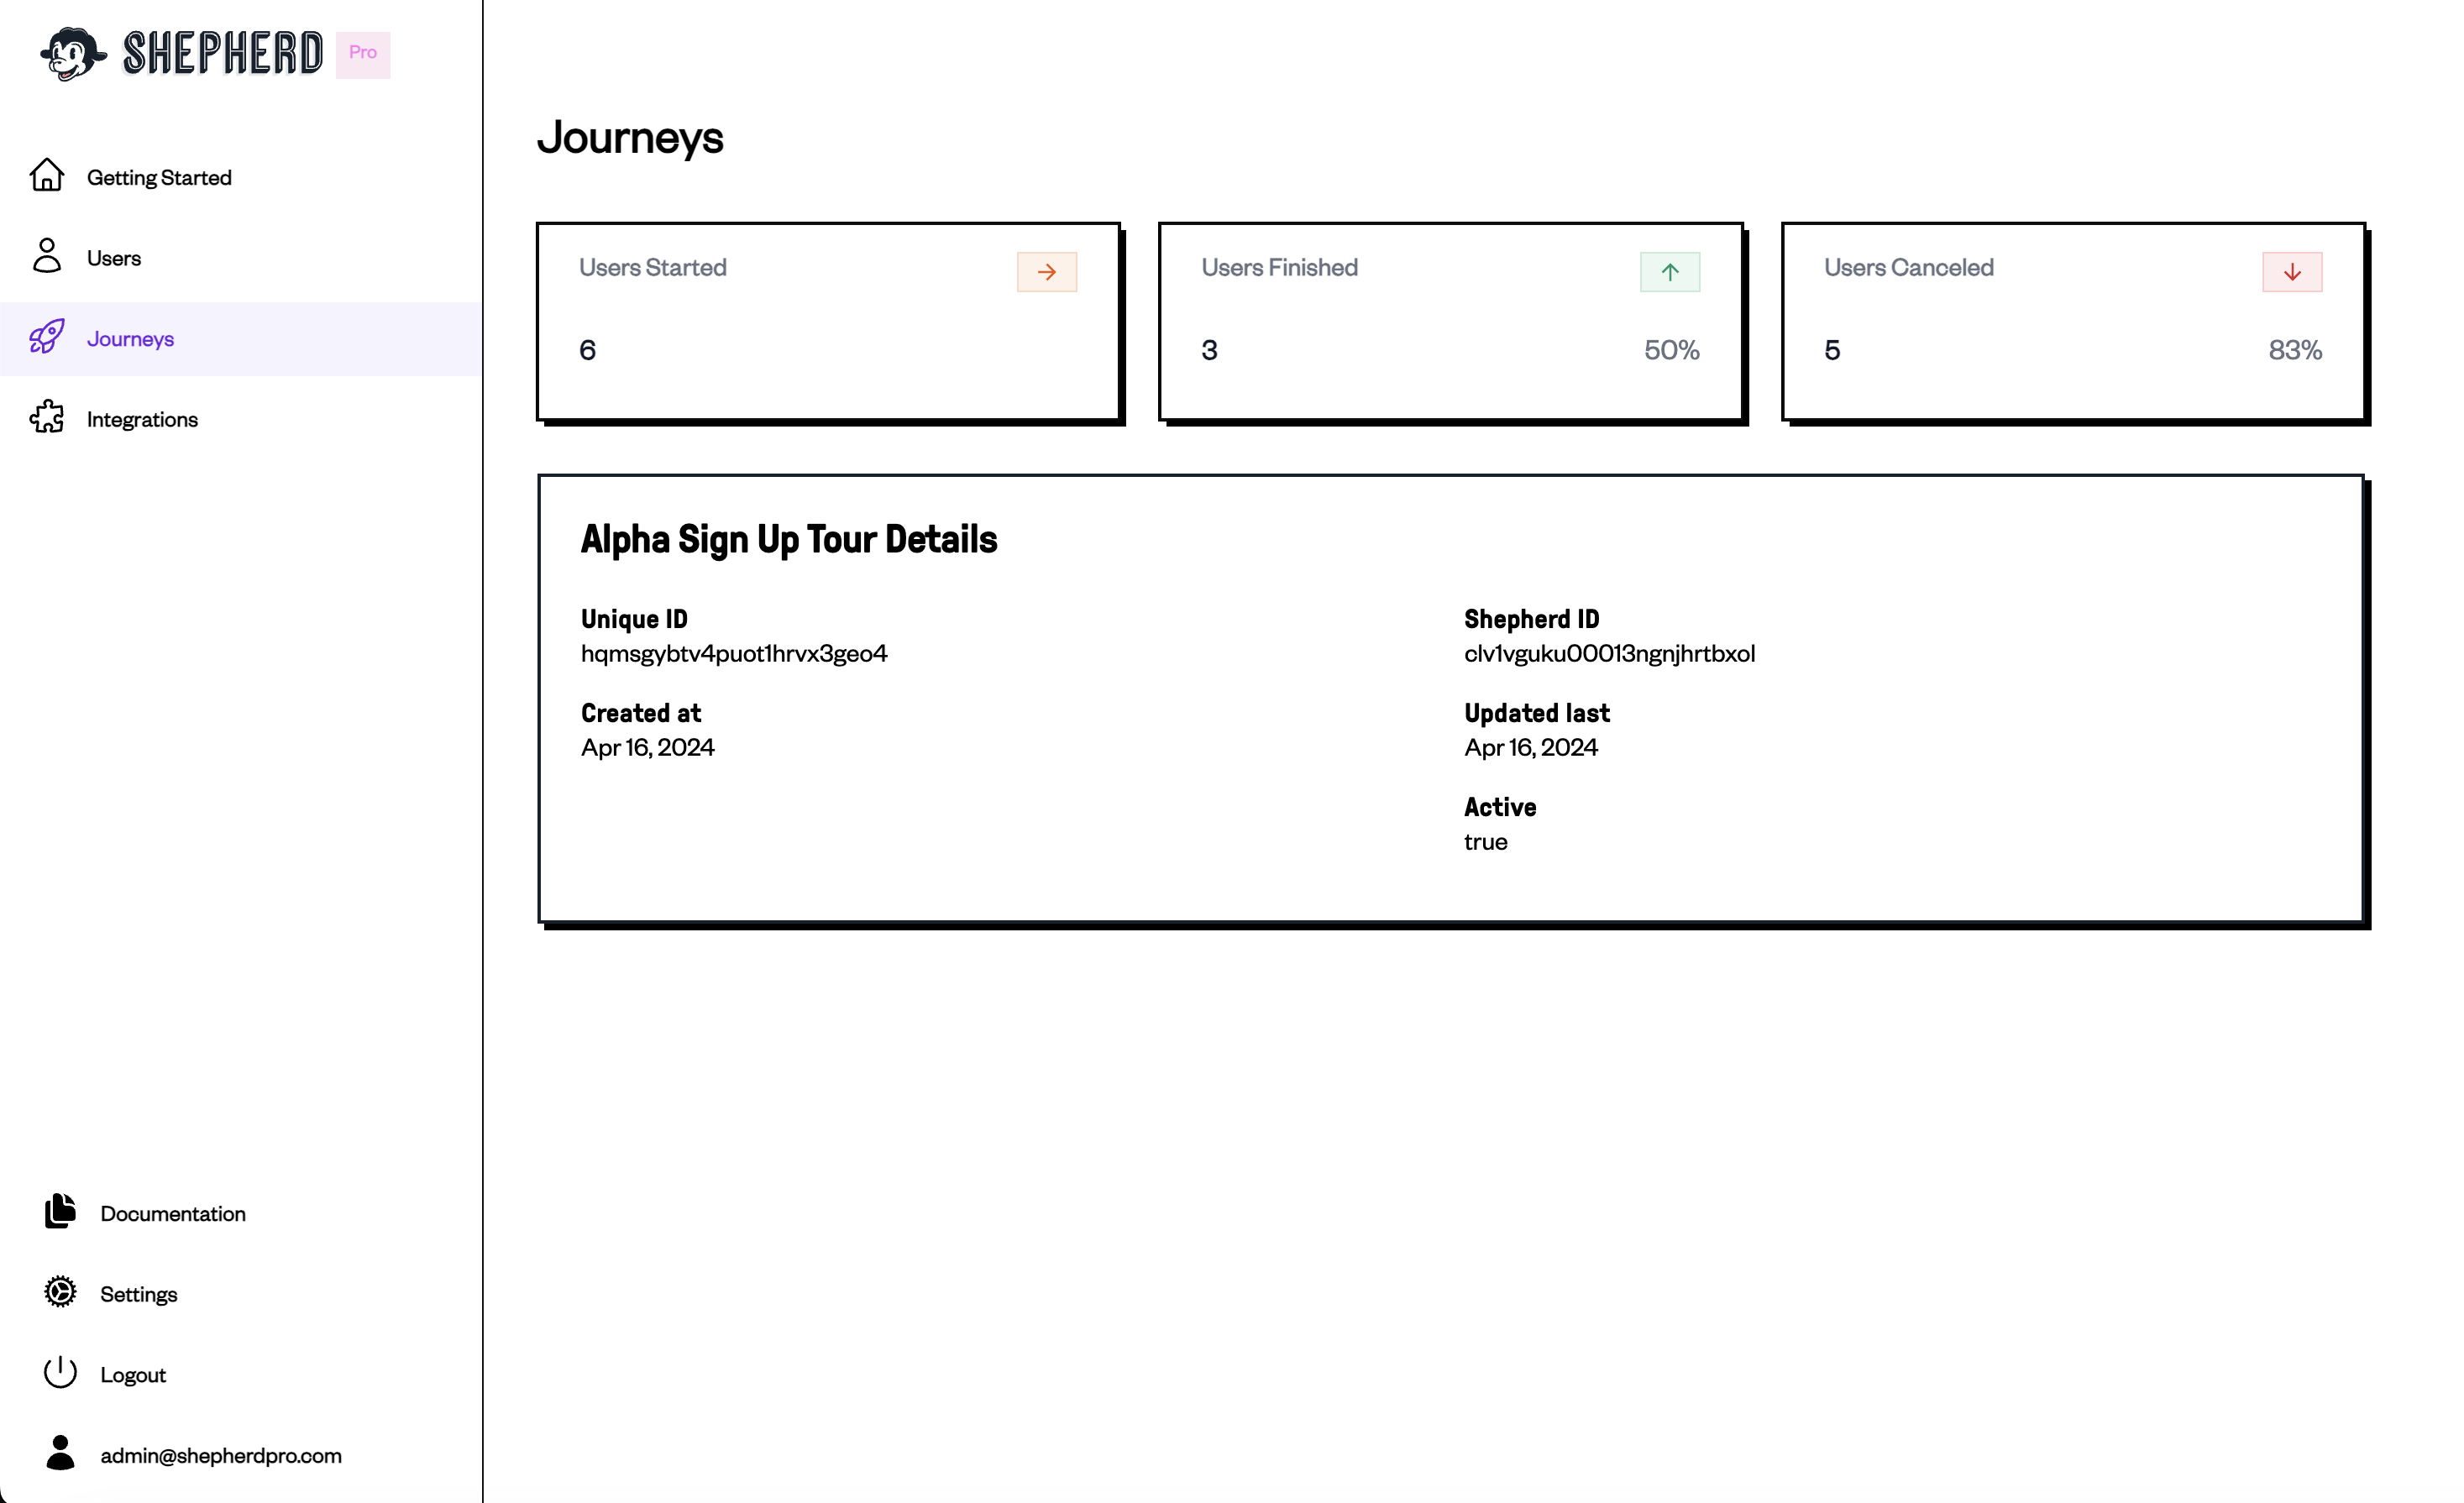 SHEPHERD Pro
Getting Started
Users
Journeys
Integrations
Documentation
Settings
Logout
admin@shepherdpro.com
Journeys
Users Started
6
Users Finished
3 50%
Users Canceled
5 83%
Alpha Sign Up Tour Details
Unique ID
hqmsgybtv4puot1hrvx3geo4
Shepherd ID
clv1vguku00013ngnjhrtbxol
Created at
Apr 16, 2024
Updated last
Apr 16, 2024
Active
true